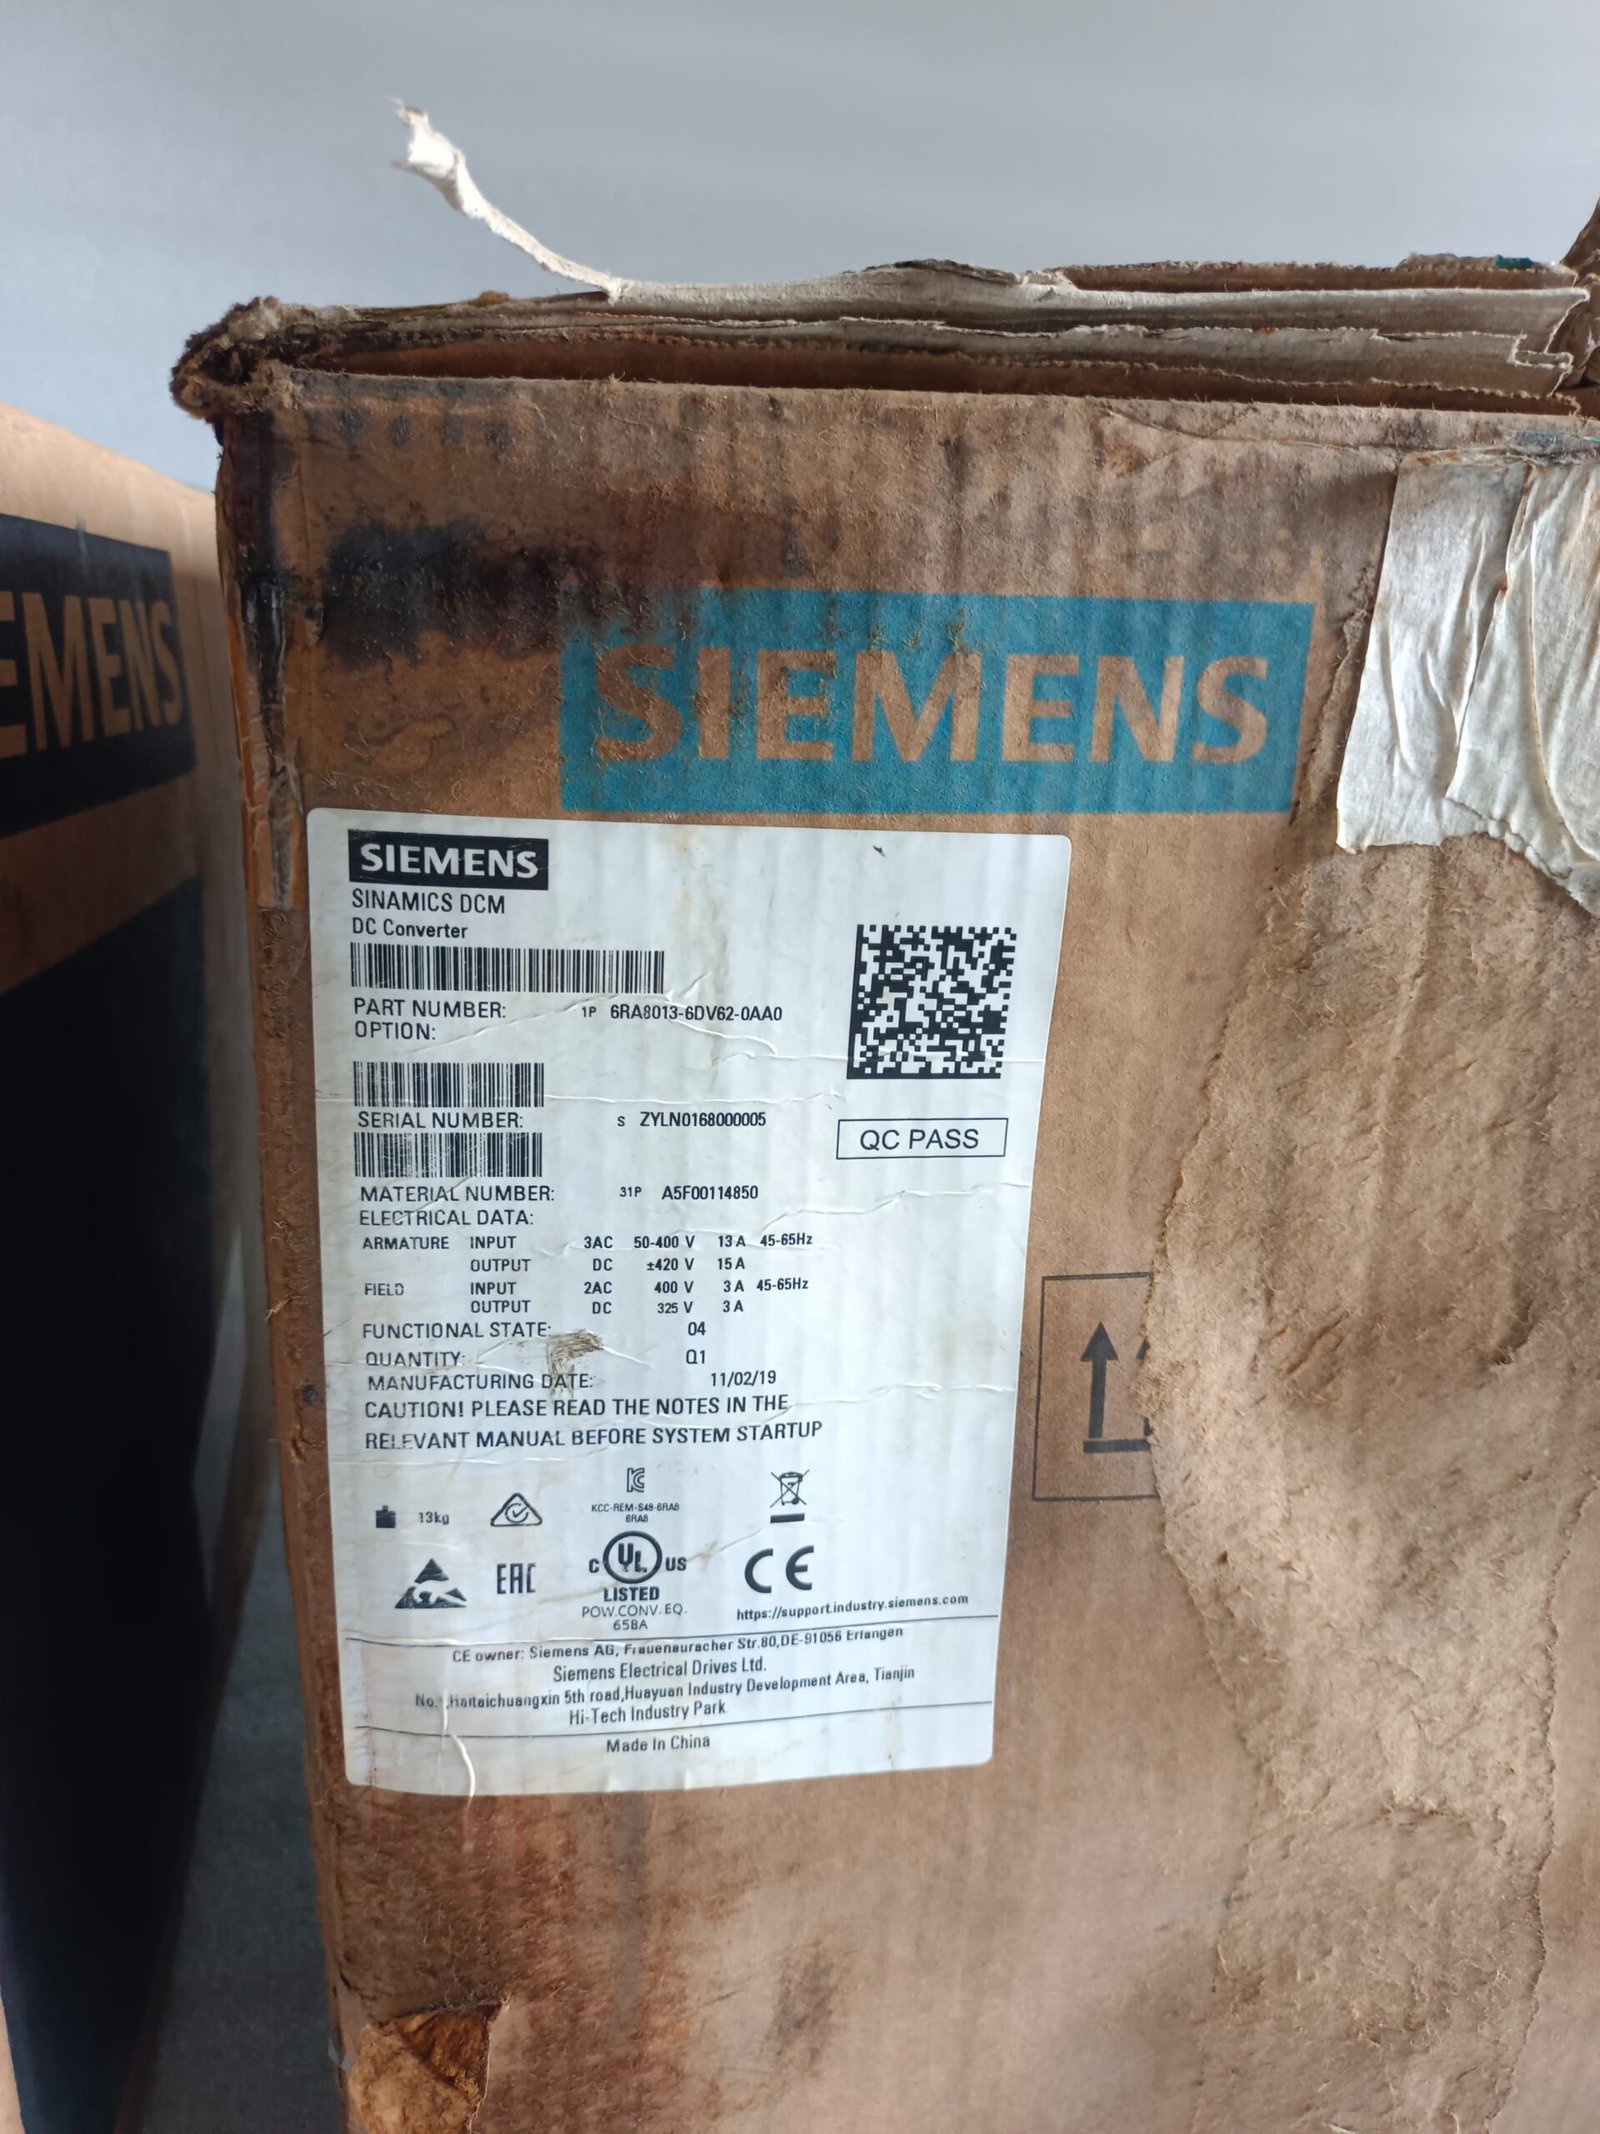 SIEMENS
EMENS
SIEMENS
SINAMICS DCM
DC Converter
PART NUMBER: 1P 6RA8013-6DV62-0AA0
OPTION:
SERIAL NUMBER: S ZYLN0168000005
QC PASS
MATERIAL NUMBER: 31P A5F00114850
ELECTRICAL DATA:
ARMATURE INPUT 3AC 50-400 V 13 A 45-65Hz
OUTPUT DC ±420 V 15 A
FIELD INPUT 2AC 400 V 3 A 45-65Hz
OUTPUT DC 325 V 3 A
FUNCTIONAL STATE: 04
QUANTITY: Q1
MANUFACTURING DATE: 11/02/19
CAUTION! PLEASE READ THE NOTES IN THE
RELEVANT MANUAL BEFORE SYSTEM STARTUP
KCC-REM-S49-6RA8
6RA8
13kg
EAC
C UL US
LISTED
POW.CONV. EQ.
65BA
CE
https://support.industry.siemens.com
CE owner: Siemens AG, Frauenauracher Str.80,DE-91056 Erlangen
Siemens Electrical Drives Ltd.
No. ,Haitaichuangxin 5th road,Huayuan Industry Development Area, Tianjin
Hi-Tech Industry Park
Made In China